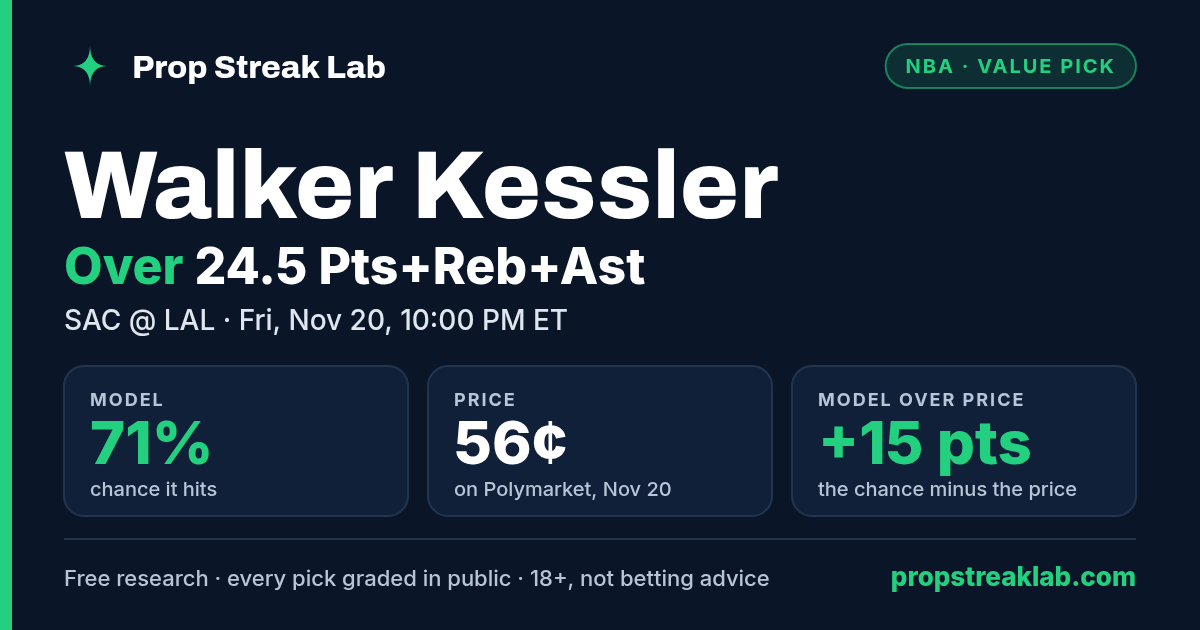 Prop Streak Lab
NBA · VALUE PICK
Walker Kessler
Over 24.5 Pts+Reb+Ast
SAC @ LAL · Fri, Nov 20, 10:00 PM ET
MODEL
71%
chance it hits
PRICE
56¢
on Polymarket, Nov 20
MODEL OVER PRICE
+15 pts
the chance minus the price
Free research · every pick graded in public · 18+, not betting advice
propstreaklab.com